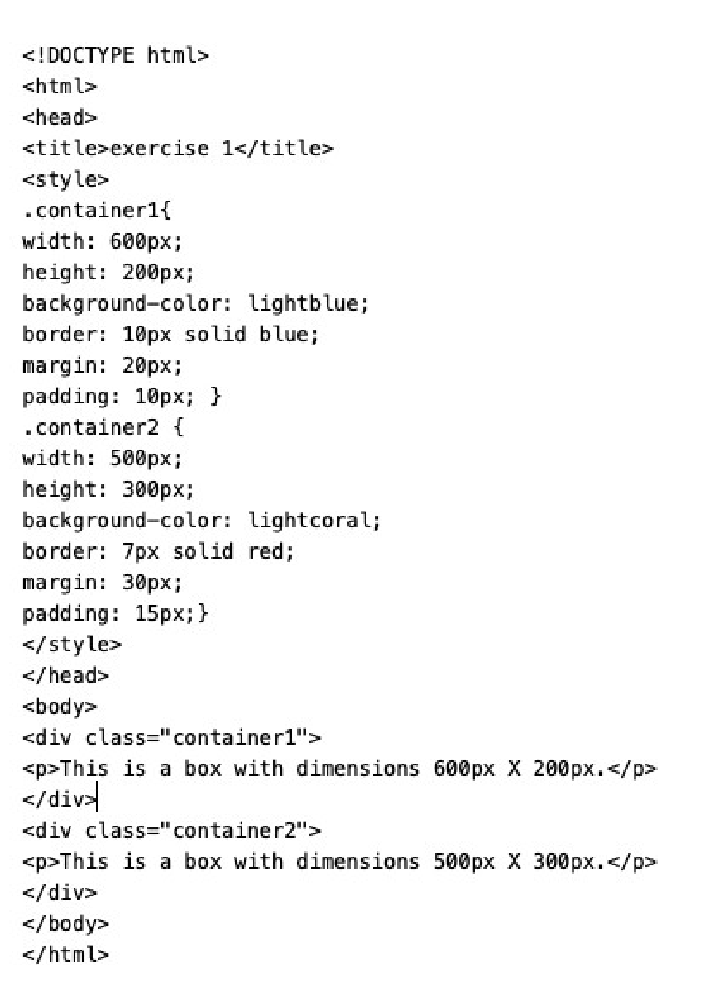 <!DOCTYPE html>
<html>
<head>
<title>exercise 1</title>
<style>
.container1{
width: 600px;
height: 200px;
background-color: lightblue;
border: 10px solid blue;
margin: 20px;
padding: 10px; }
.container2 {
width: 500px;
height: 300px;
background-color: lightcoral;
border: 7px solid red;
margin: 30px;
padding: 15px;}
</style>
</head>
<body>
<div class="container1">
<p>This is a box with dimensions 600px X 200px.</p>
</div>
<div class="container2">
<p>This is a box with dimensions 500px X 300px.</p>
</div>
</body>
</html>